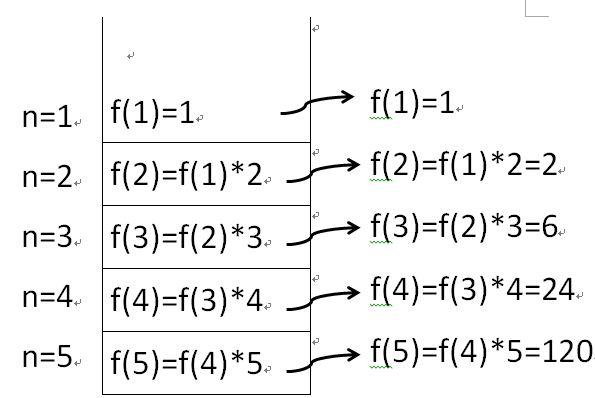 n=1 f(1)=1 f(1)=1
n=2 f(2)=f(1)*2 f(2)=f(1)*2=2
n=3 f(3)=f(2)*3 f(3)=f(2)*3=6
n=4 f(4)=f(3)*4 f(4)=f(3)*4=24
n=5 f(5)=f(4)*5 f(5)=f(4)*5=120